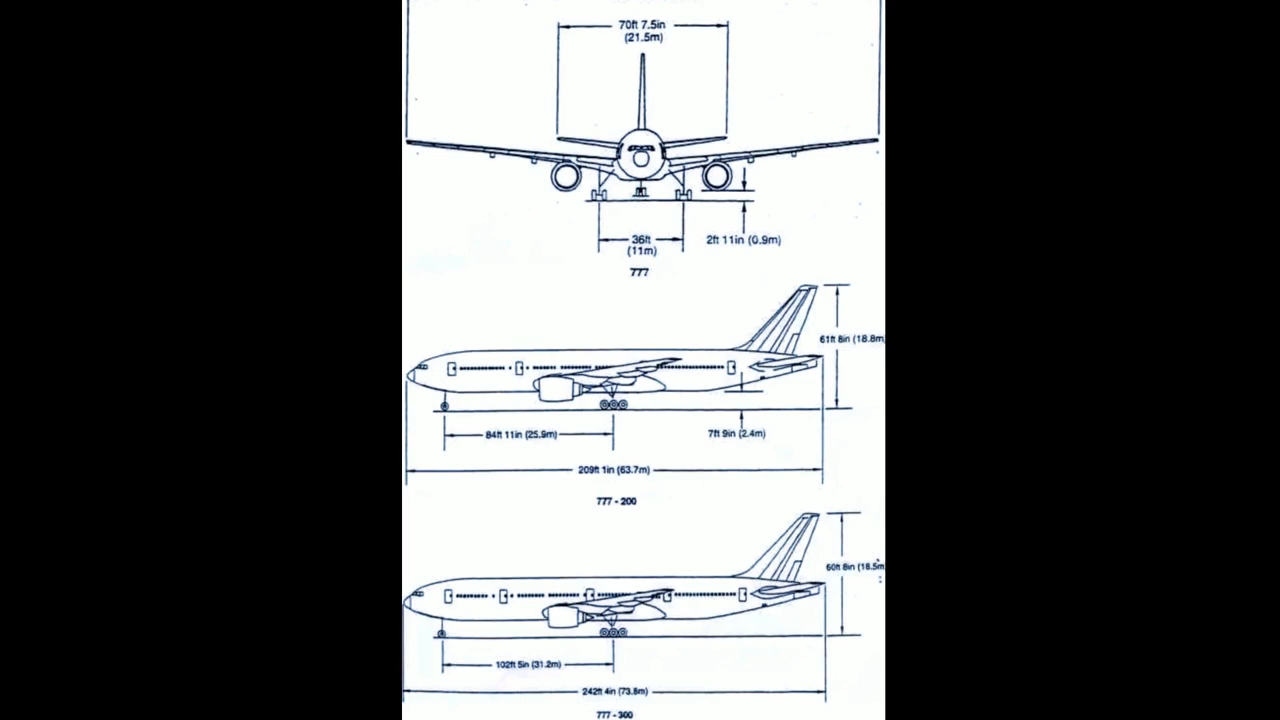 70ft 7.5in
(21.5m)
36ft
(11m)
2ft 11in (0.9m)
777
61ft 8in (18.8m
84ft 11in (25.9m)
7ft 9in (2.4m)
209ft 1in (63.7m)
777 - 200
60ft 8in (18.5m
102ft 5in (31.2m)
242ft 4in (73.8m)
777 - 300